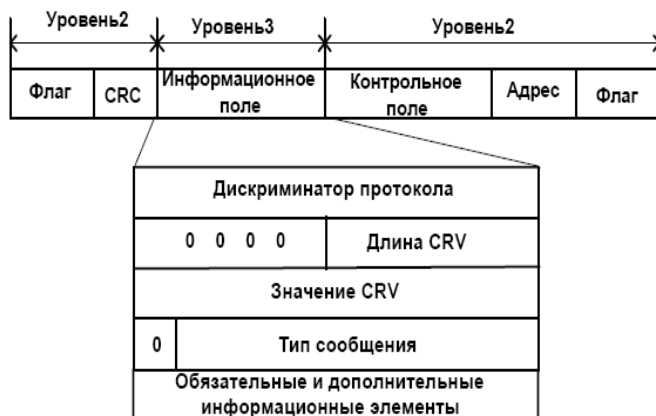 Уровень2 Уровень3 Уровень2
Флаг CRC Информационное поле Контрольное поле Адрес Флаг
Дискриминатор протокола
0 0 0 0 Длина CRV
Значение CRV
0 Тип сообщения
Обязательные и дополнительные
информационные элементы